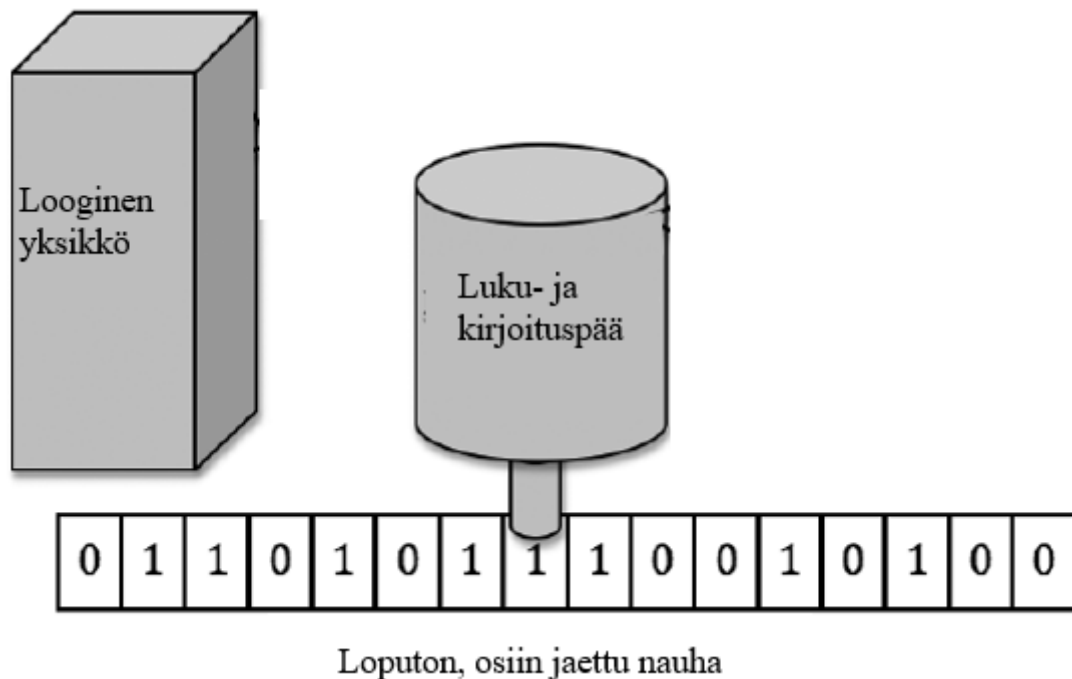 Looginen
yksikkö
Luku- ja
kirjoituspää
0 1 1 0 1 0 1 1 1 0 0 1 0 1 0 0
Loputon, osiin jaettu nauha